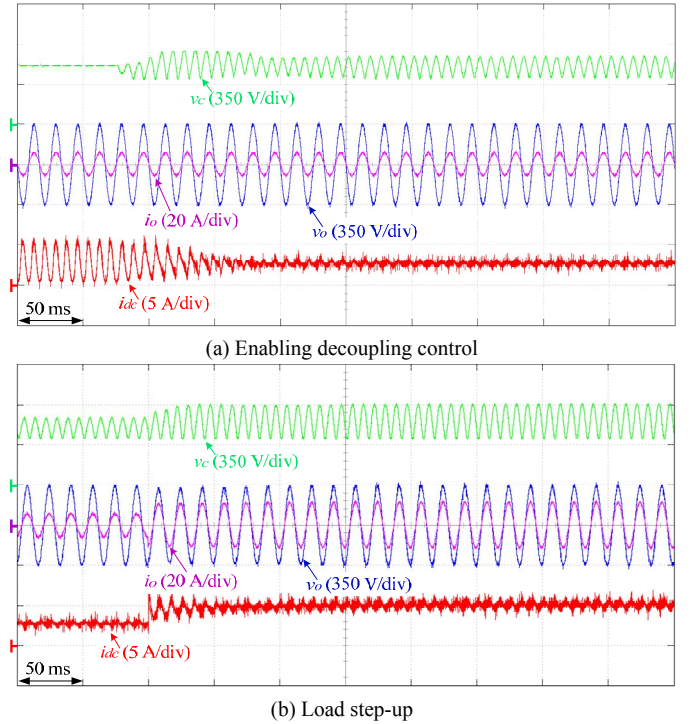 vc (350 V/div)
io (20 A/div)
vo (350 V/div)
idc (5 A/div)
50 ms
(a) Enabling decoupling control
vc (350 V/div)
io (20 A/div)
vo (350 V/div)
idc (5 A/div)
50 ms
(b) Load step-up